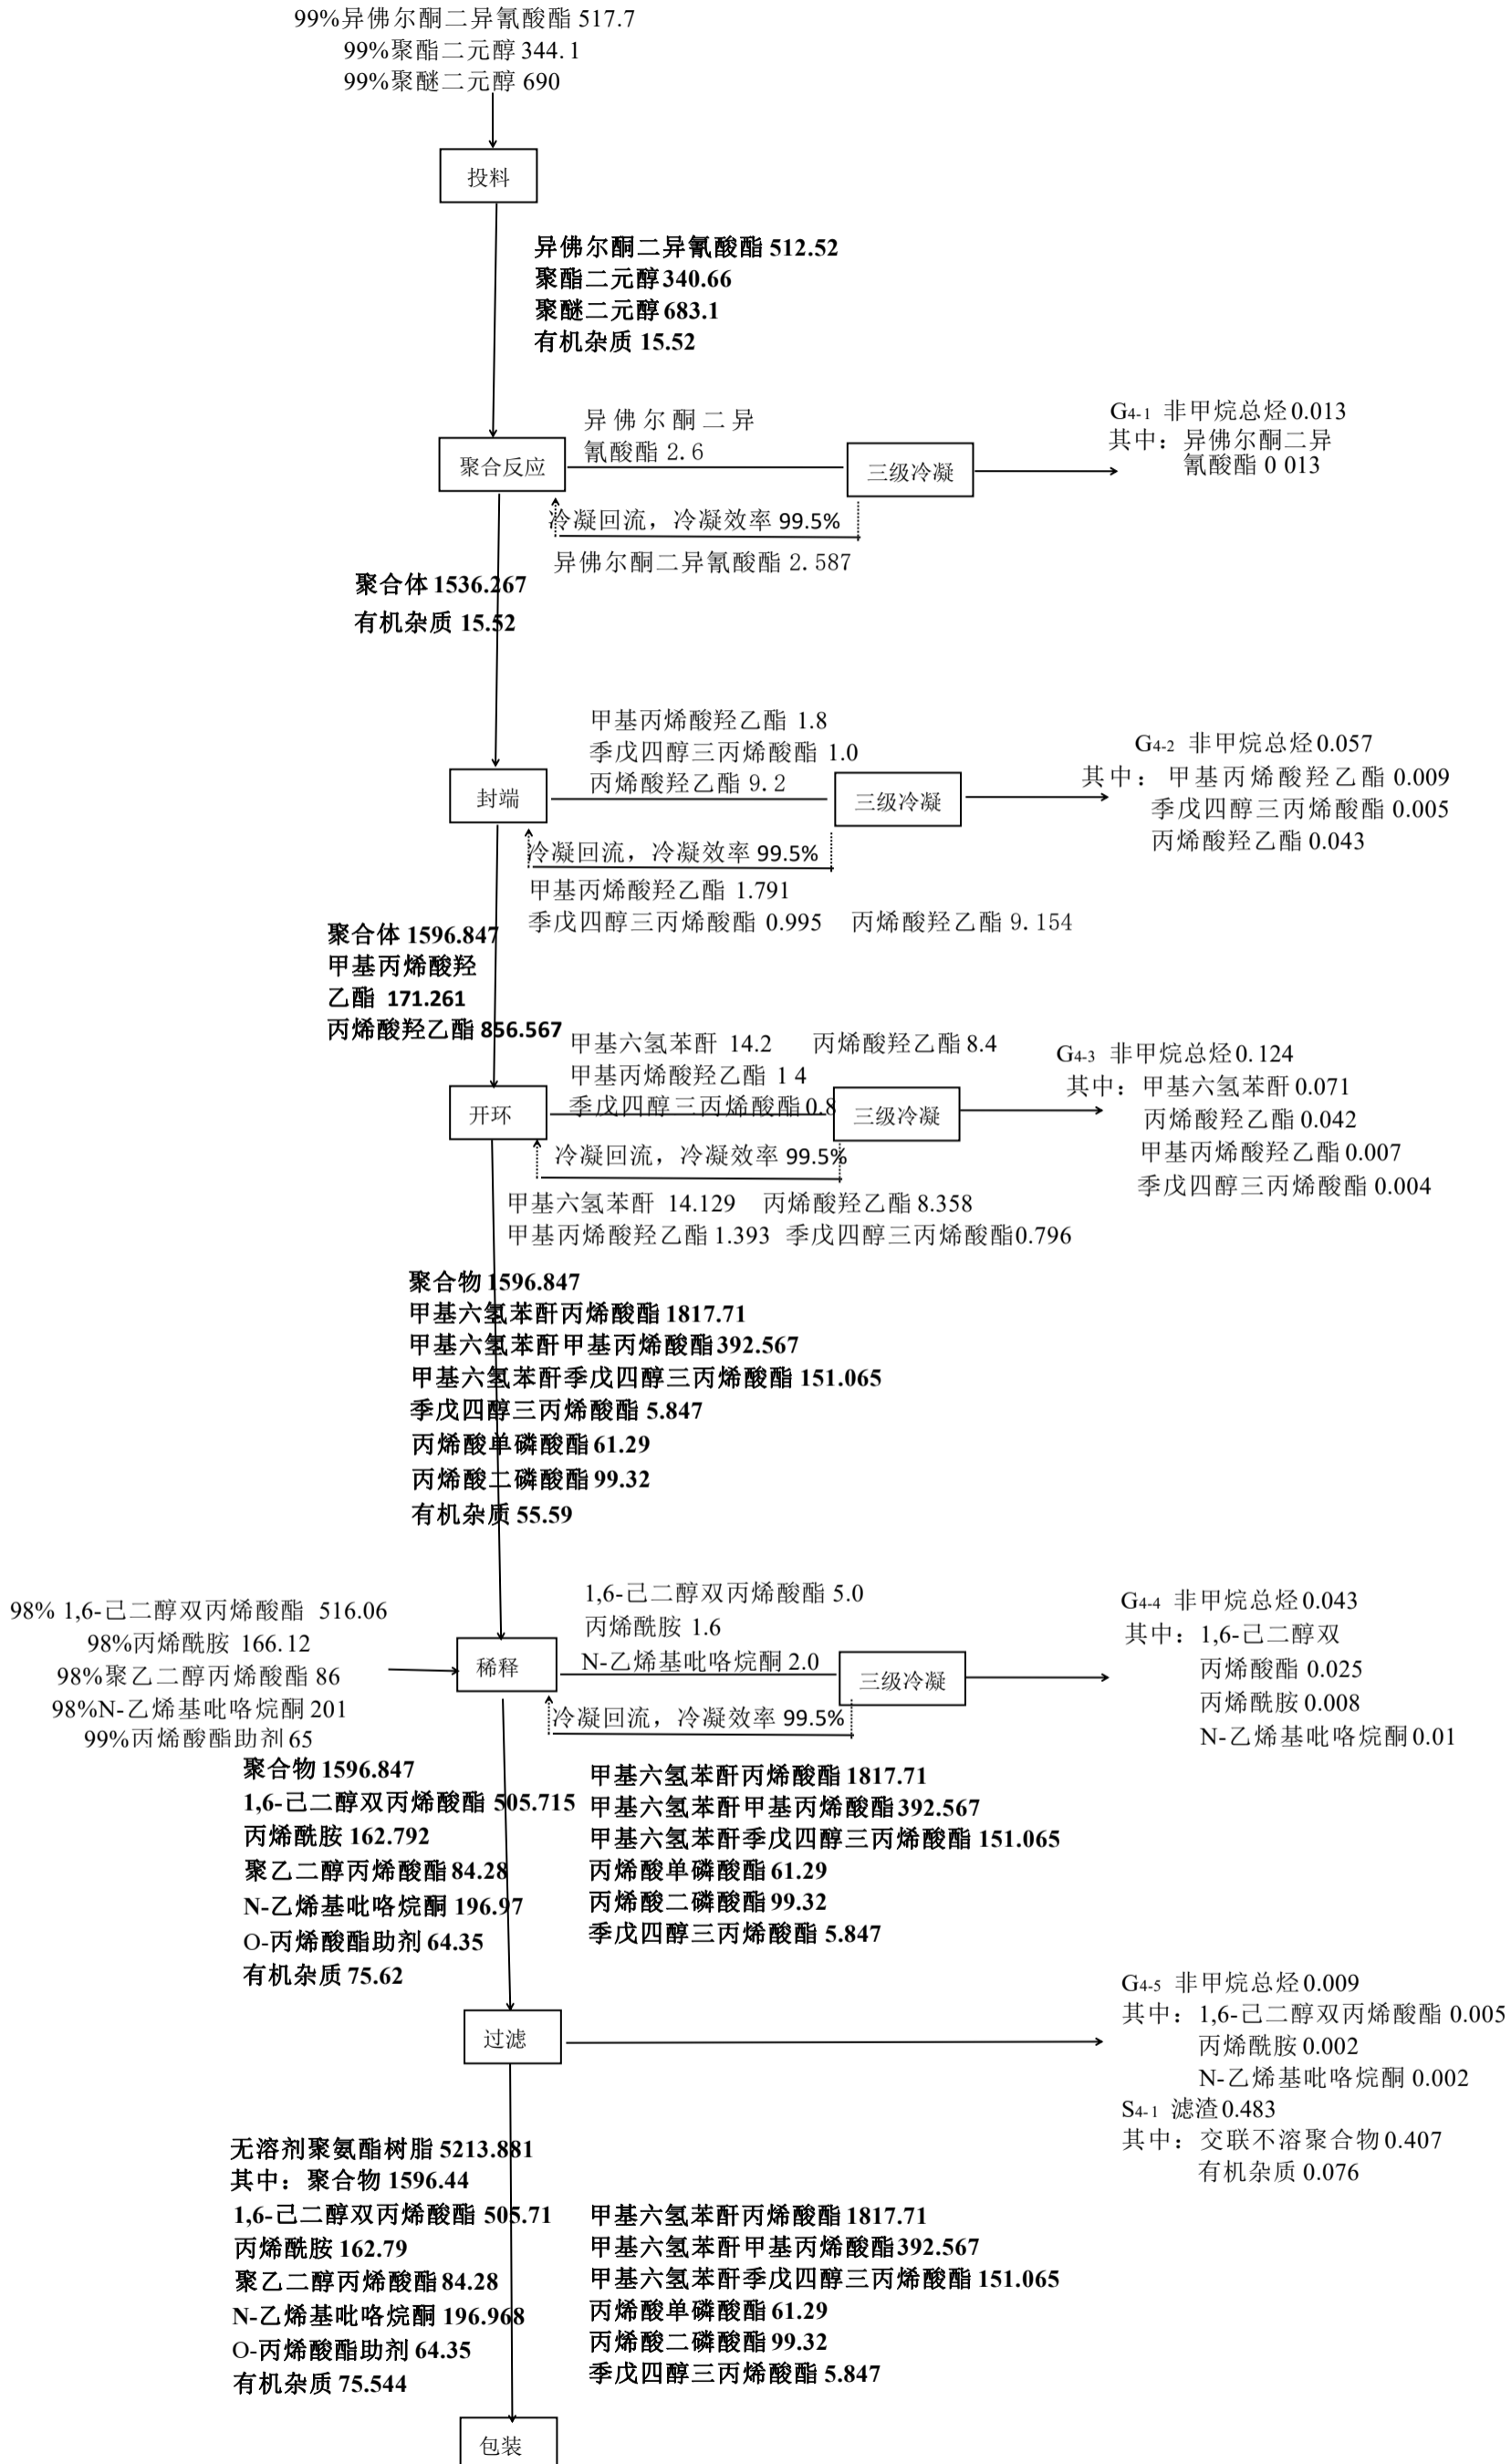 99%异佛尔酮二异氰酸酯 517.7
99%聚酯二元醇 344.1
99%聚醚二元醇 690
投料
异佛尔酮二异氰酸酯 512.52
聚酯二元醇 340.66
聚醚二元醇 683.1
有机杂质 15.52
异佛尔酮二异
氰酸酯 2.6
聚合反应
三级冷凝
G4-1 非甲烷总烃 0.013
其中：异佛尔酮二异
氰酸酯 0 013
冷凝回流，冷凝效率 99.5%
异佛尔酮二异氰酸酯 2.587
聚合体 1536.267
有机杂质 15.52
甲基丙烯酸羟乙酯 1.8
季戊四醇三丙烯酸酯 1.0
丙烯酸羟乙酯 9.2
封端
三级冷凝
G4-2 非甲烷总烃 0.057
其中： 甲基丙烯酸羟乙酯 0.009
季戊四醇三丙烯酸酯 0.005
丙烯酸羟乙酯 0.043
冷凝回流，冷凝效率 99.5%
甲基丙烯酸羟乙酯 1.791
季戊四醇三丙烯酸酯 0.995 丙烯酸羟乙酯 9.154
聚合体 1596.847
甲基丙烯酸羟
乙酯 171.261
丙烯酸羟乙酯 856.567
甲基六氢苯酐 14.2 丙烯酸羟乙酯 8.4
甲基丙烯酸羟乙酯 1 4
季戊四醇三丙烯酸酯 0.8
开环
三级冷凝
G4-3 非甲烷总烃 0.124
其中：甲基六氢苯酐 0.071
丙烯酸羟乙酯 0.042
甲基丙烯酸羟乙酯 0.007
季戊四醇三丙烯酸酯 0.004
冷凝回流，冷凝效率 99.5%
甲基六氢苯酐 14.129 丙烯酸羟乙酯 8.358
甲基丙烯酸羟乙酯 1.393 季戊四醇三丙烯酸酯 0.796
聚合物 1596.847
甲基六氢苯酐丙烯酸酯 1817.71
甲基六氢苯酐甲基丙烯酸酯 392.567
甲基六氢苯酐季戊四醇三丙烯酸酯 151.065
季戊四醇三丙烯酸酯 5.847
丙烯酸单磷酸酯 61.29
丙烯酸二磷酸酯 99.32
有机杂质 55.59
98% 1,6-己二醇双丙烯酸酯 516.06
98%丙烯酰胺 166.12
98%聚乙二醇丙烯酸酯 86
98%N-乙烯基吡咯烷酮 201
99%丙烯酸酯助剂 65
1,6-己二醇双丙烯酸酯 5.0
丙烯酰胺 1.6
N-乙烯基吡咯烷酮 2.0
稀释
三级冷凝
G4-4 非甲烷总烃 0.043
其中：1,6-己二醇双
丙烯酸酯 0.025
丙烯酰胺 0.008
N-乙烯基吡咯烷酮 0.01
冷凝回流，冷凝效率 99.5%
聚合物 1596.847
1,6-己二醇双丙烯酸酯 505.715
丙烯酰胺 162.792
聚乙二醇丙烯酸酯 84.28
N-乙烯基吡咯烷酮 196.97
O-丙烯酸酯助剂 64.35
有机杂质 75.62
甲基六氢苯酐丙烯酸酯 1817.71
甲基六氢苯酐甲基丙烯酸酯 392.567
甲基六氢苯酐季戊四醇三丙烯酸酯 151.065
丙烯酸单磷酸酯 61.29
丙烯酸二磷酸酯 99.32
季戊四醇三丙烯酸酯 5.847
过滤
G4-5 非甲烷总烃 0.009
其中：1,6-己二醇双丙烯酸酯 0.005
丙烯酰胺 0.002
N-乙烯基吡咯烷酮 0.002
S4-1 滤渣 0.483
其中：交联不溶聚合物 0.407
有机杂质 0.076
无溶剂聚氨酯树脂 5213.881
其中：聚合物 1596.44
1,6-己二醇双丙烯酸酯 505.71
丙烯酰胺 162.79
聚乙二醇丙烯酸酯 84.28
N-乙烯基吡咯烷酮 196.968
O-丙烯酸酯助剂 64.35
有机杂质 75.544
甲基六氢苯酐丙烯酸酯 1817.71
甲基六氢苯酐甲基丙烯酸酯 392.567
甲基六氢苯酐季戊四醇三丙烯酸酯 151.065
丙烯酸单磷酸酯 61.29
丙烯酸二磷酸酯 99.32
季戊四醇三丙烯酸酯 5.847
包装